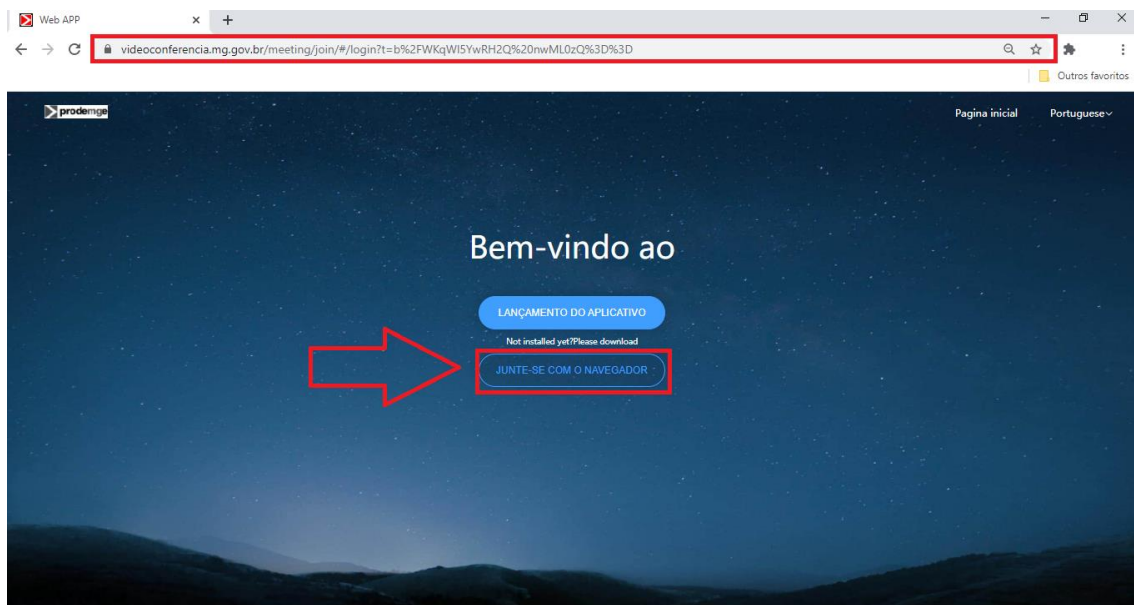 Web APP
videoconferencia.mg.gov.br/meeting/join/#/login?t=b%2FWKqWI5YwRH2Q%20nwML0zQ%3D%3D
Outros favoritos
prodemge
Pagina inicial
Portuguese
Bem-vindo ao
LANÇAMENTO DO APLICATIVO
Not installed yet?Please download
JUNTE-SE COM O NAVEGADOR